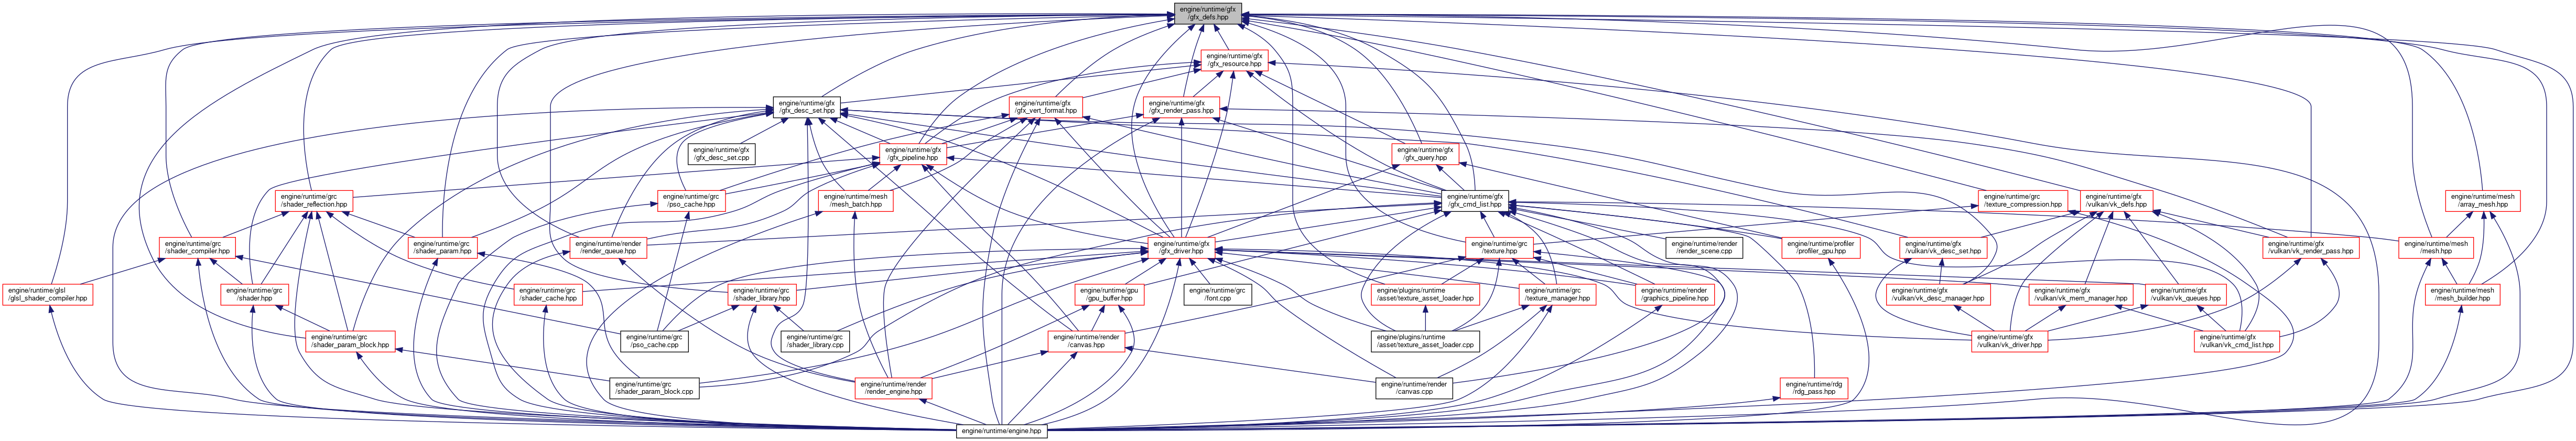 engine/runtime/gfx
/gfx_defs.hpp
engine/runtime/gfx
/gfx_resource.hpp
engine/runtime/gfx
/gfx_desc_set.hpp
engine/runtime/gfx
/gfx_vert_format.hpp
engine/runtime/gfx
/gfx_render_pass.hpp
engine/runtime/gfx
/gfx_desc_set.cpp
engine/runtime/gfx
/gfx_pipeline.hpp
engine/runtime/gfx
/gfx_query.hpp
engine/runtime/grc
/shader_reflection.hpp
engine/runtime/grc
/pso_cache.hpp
engine/runtime/mesh
/mesh_batch.hpp
engine/runtime/gfx
/gfx_cmd_list.hpp
engine/runtime/grc
/texture_compression.hpp
engine/runtime/gfx
/vulkan/vk_defs.hpp
engine/runtime/mesh
/array_mesh.hpp
engine/runtime/grc
/shader_compiler.hpp
engine/runtime/grc
/shader_param.hpp
engine/runtime/render
/render_queue.hpp
engine/runtime/gfx
/gfx_driver.hpp
engine/runtime/grc
/texture.hpp
engine/runtime/render
/render_scene.cpp
engine/runtime/profiler
/profiler_gpu.hpp
engine/runtime/gfx
/vulkan/vk_desc_set.hpp
engine/runtime/gfx
/vulkan/vk_render_pass.hpp
engine/runtime/mesh
/mesh.hpp
engine/runtime/glsl
/glsl_shader_compiler.hpp
engine/runtime/grc
/shader.hpp
engine/runtime/grc
/shader_cache.hpp
engine/runtime/grc
/shader_library.hpp
engine/runtime/gpu
/gpu_buffer.hpp
engine/runtime/grc
/font.cpp
engine/plugins/runtime
/asset/texture_asset_loader.hpp
engine/runtime/grc
/texture_manager.hpp
engine/runtime/render
/graphics_pipeline.hpp
engine/runtime/gfx
/vulkan/vk_desc_manager.hpp
engine/runtime/gfx
/vulkan/vk_mem_manager.hpp
engine/runtime/gfx
/vulkan/vk_queues.hpp
engine/runtime/mesh
/mesh_builder.hpp
engine/runtime/grc
/shader_param_block.hpp
engine/runtime/grc
/pso_cache.cpp
engine/runtime/grc
/shader_library.cpp
engine/runtime/render
/canvas.hpp
engine/plugins/runtime
/asset/texture_asset_loader.cpp
engine/runtime/gfx
/vulkan/vk_driver.hpp
engine/runtime/gfx
/vulkan/vk_cmd_list.hpp
engine/runtime/grc
/shader_param_block.cpp
engine/runtime/render
/render_engine.hpp
engine/runtime/render
/canvas.cpp
engine/runtime/rdg
/rdg_pass.hpp
engine/runtime/engine.hpp